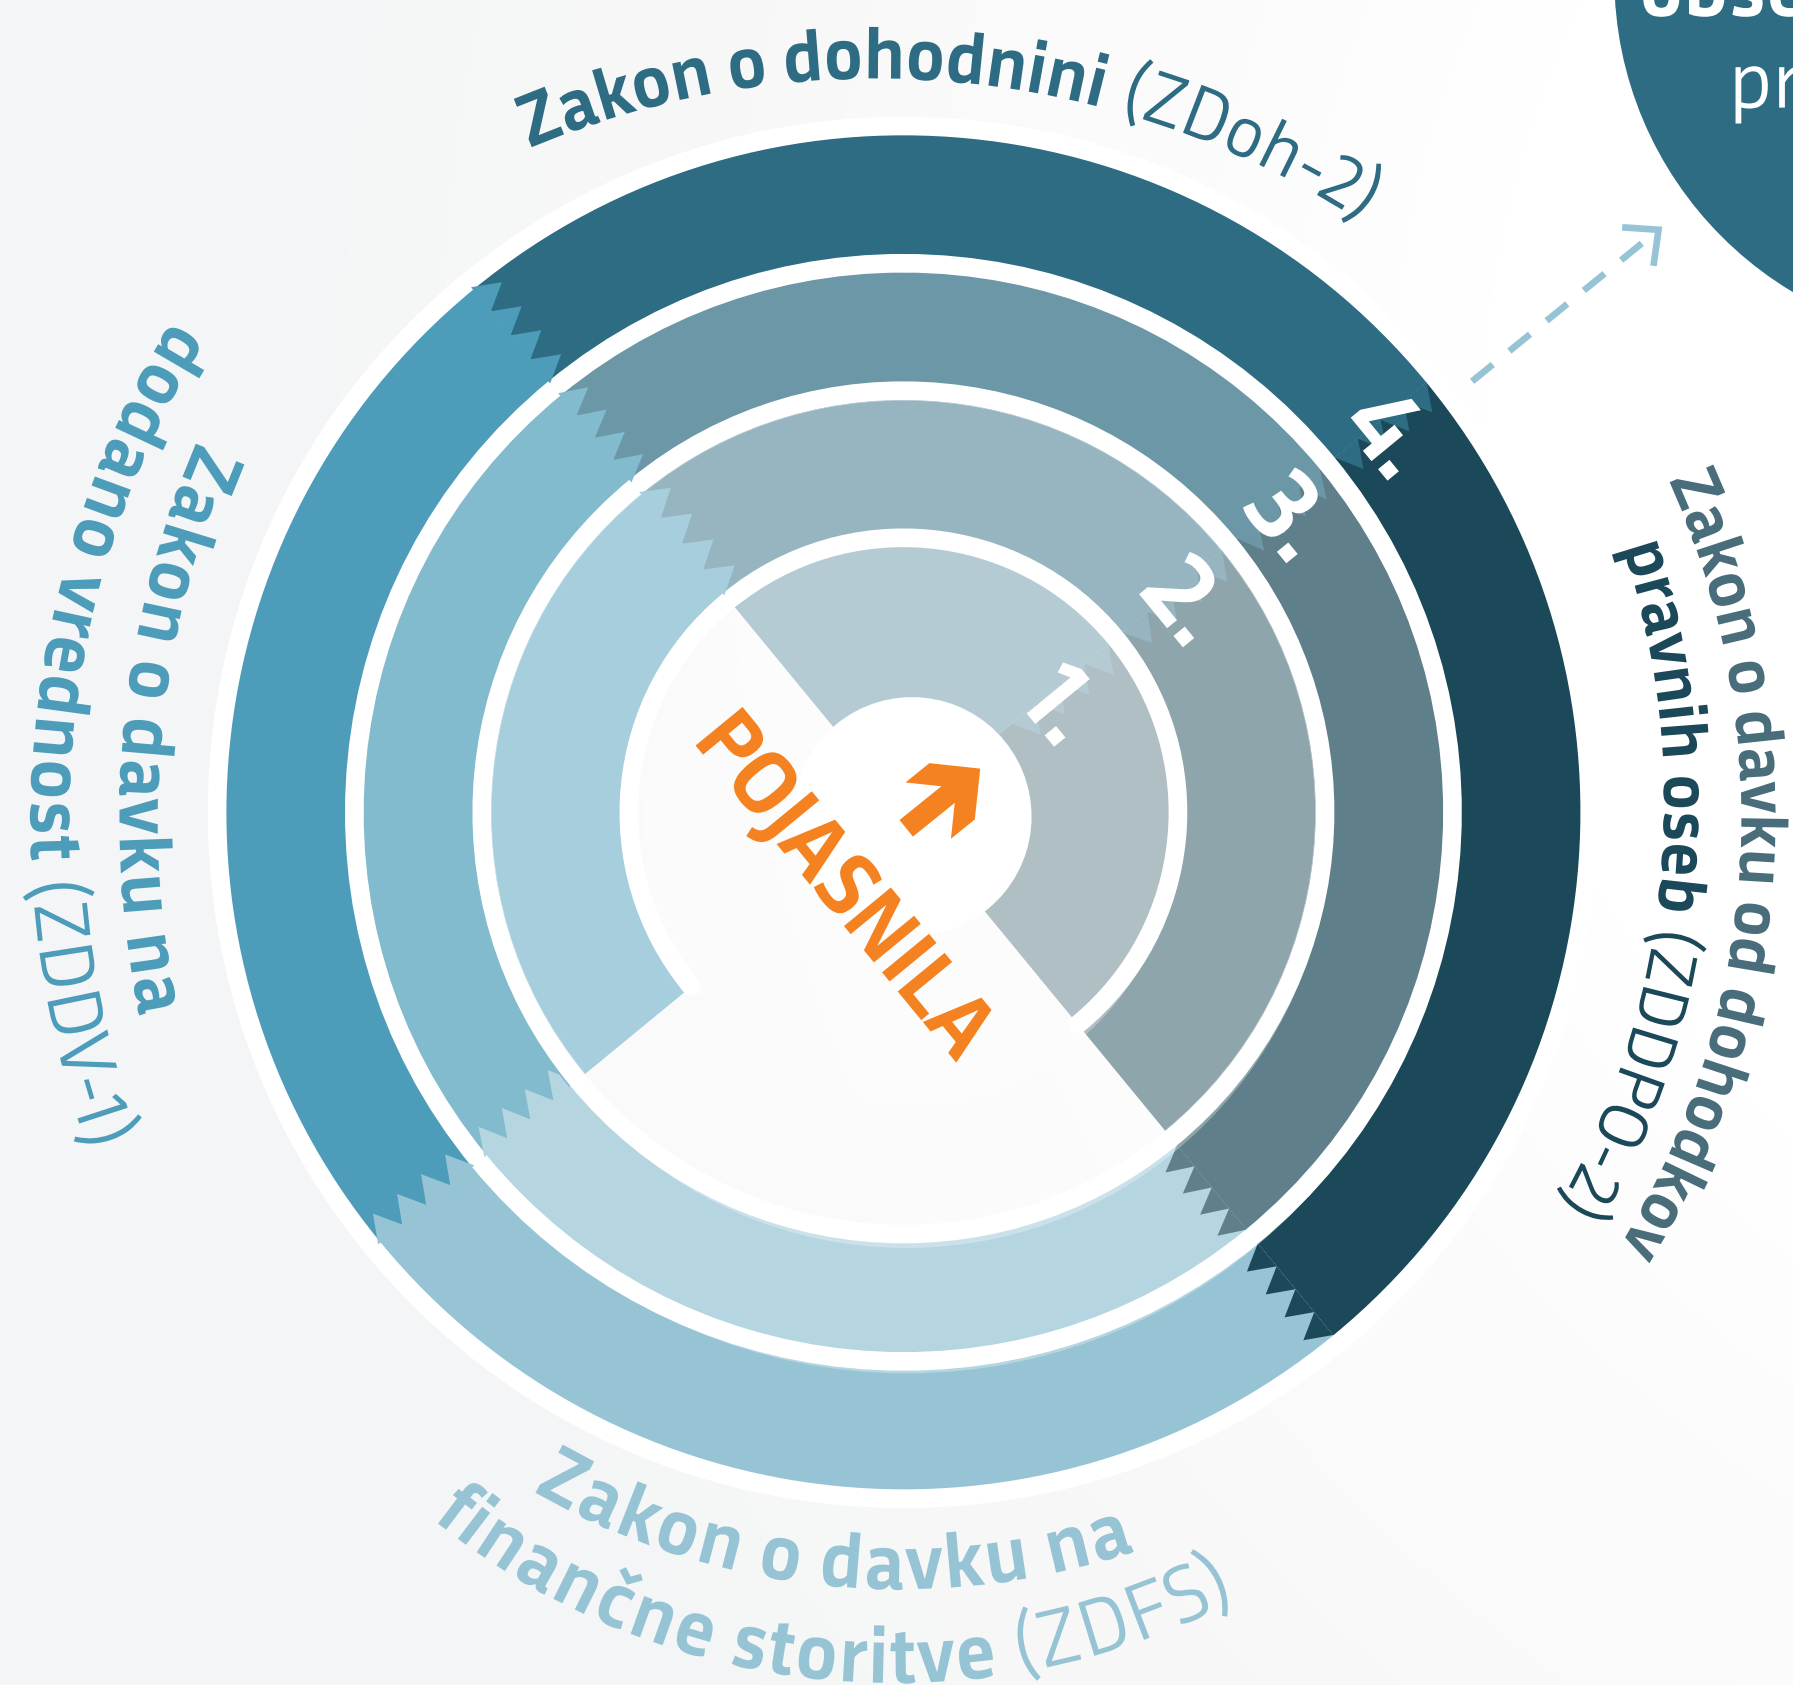 Zakon o dohodnini (ZDoh-2)
pr
Zakon o davku na
dodano vrednost (ZDDV-1)
4.
3.
2.
1.
POJASNILA
Zakon o davku od dohodkov
pravnih oseb (ZDDPO-2)
Zakon o davku na
finančne storitve (ZDFS)